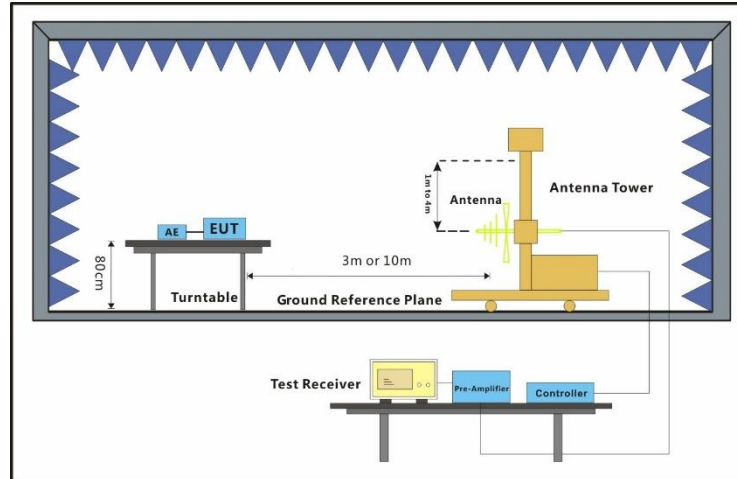 1m to 4m
Antenna
Antenna Tower
AE
EUT
80cm
3m or 10m
Turntable
Ground Reference Plane
Test Receiver
Pre-Amplifier
Controller